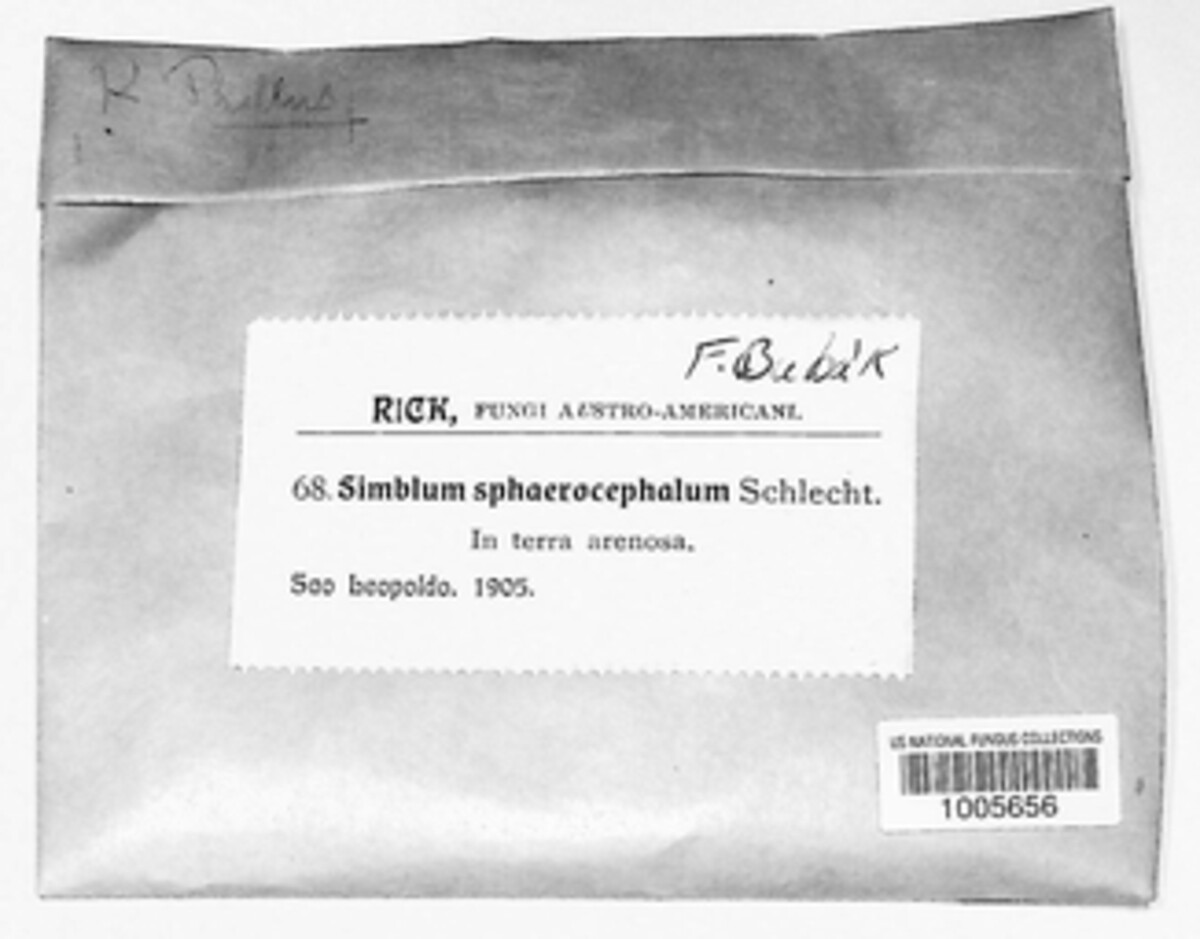 K
F. Bubák
RICK, FUNGI AUSTRO-AMERICANI.
68. Simblum sphaerocephalum Schlecht.
In terra arenosa.
Sao Leopoldo. 1905.
US NATIONAL FUNGUS COLLECTIONS
1005656